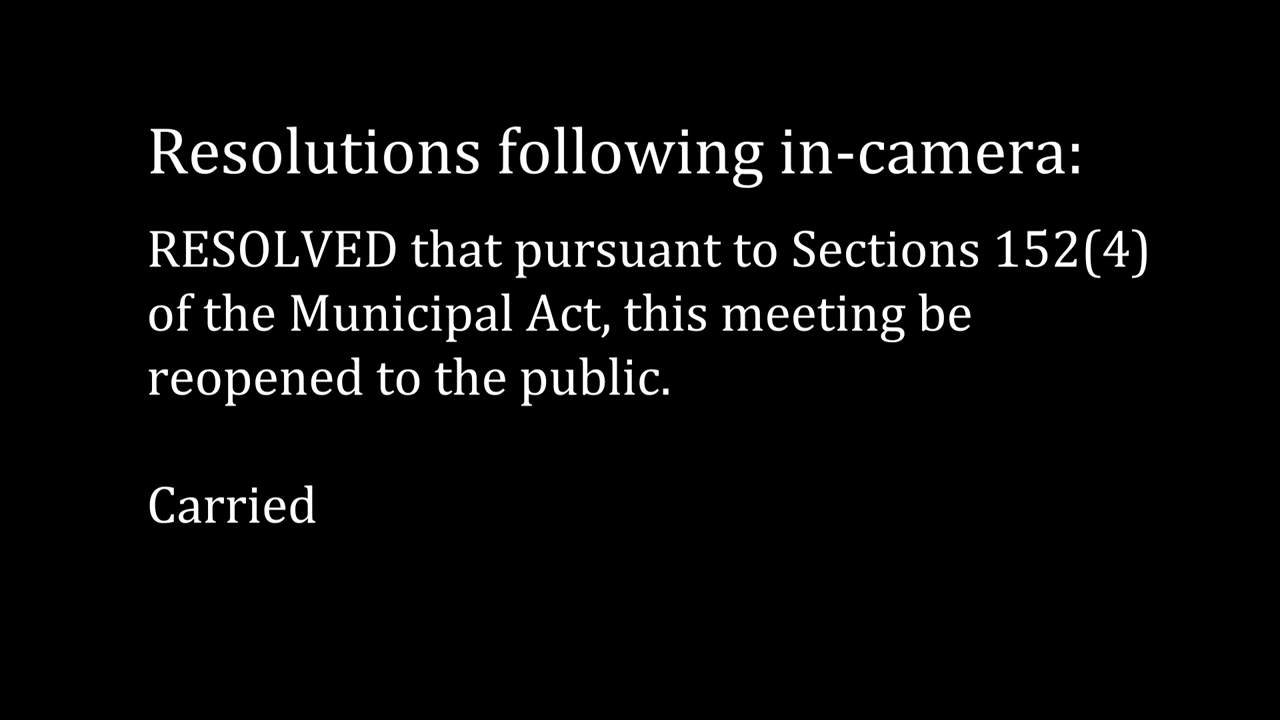 Resolutions following in-camera:
RESOLVED that pursuant to Sections 152(4)
of the Municipal Act, this meeting be
reopened to the public.
Carried